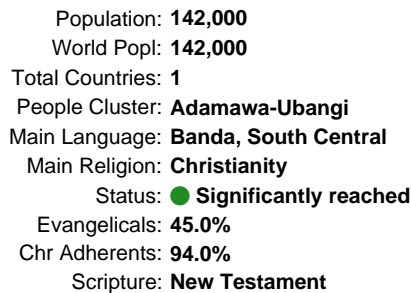 Population: 142,000
World Popl: 142,000
Total Countries: 1
People Cluster: Adamawa-Ubangi
Main Language: Banda, South Central
Main Religion: Christianity
Status: Significantly reached
Evangelicals: 45.0%
Chr Adherents: 94.0%
Scripture: New Testament